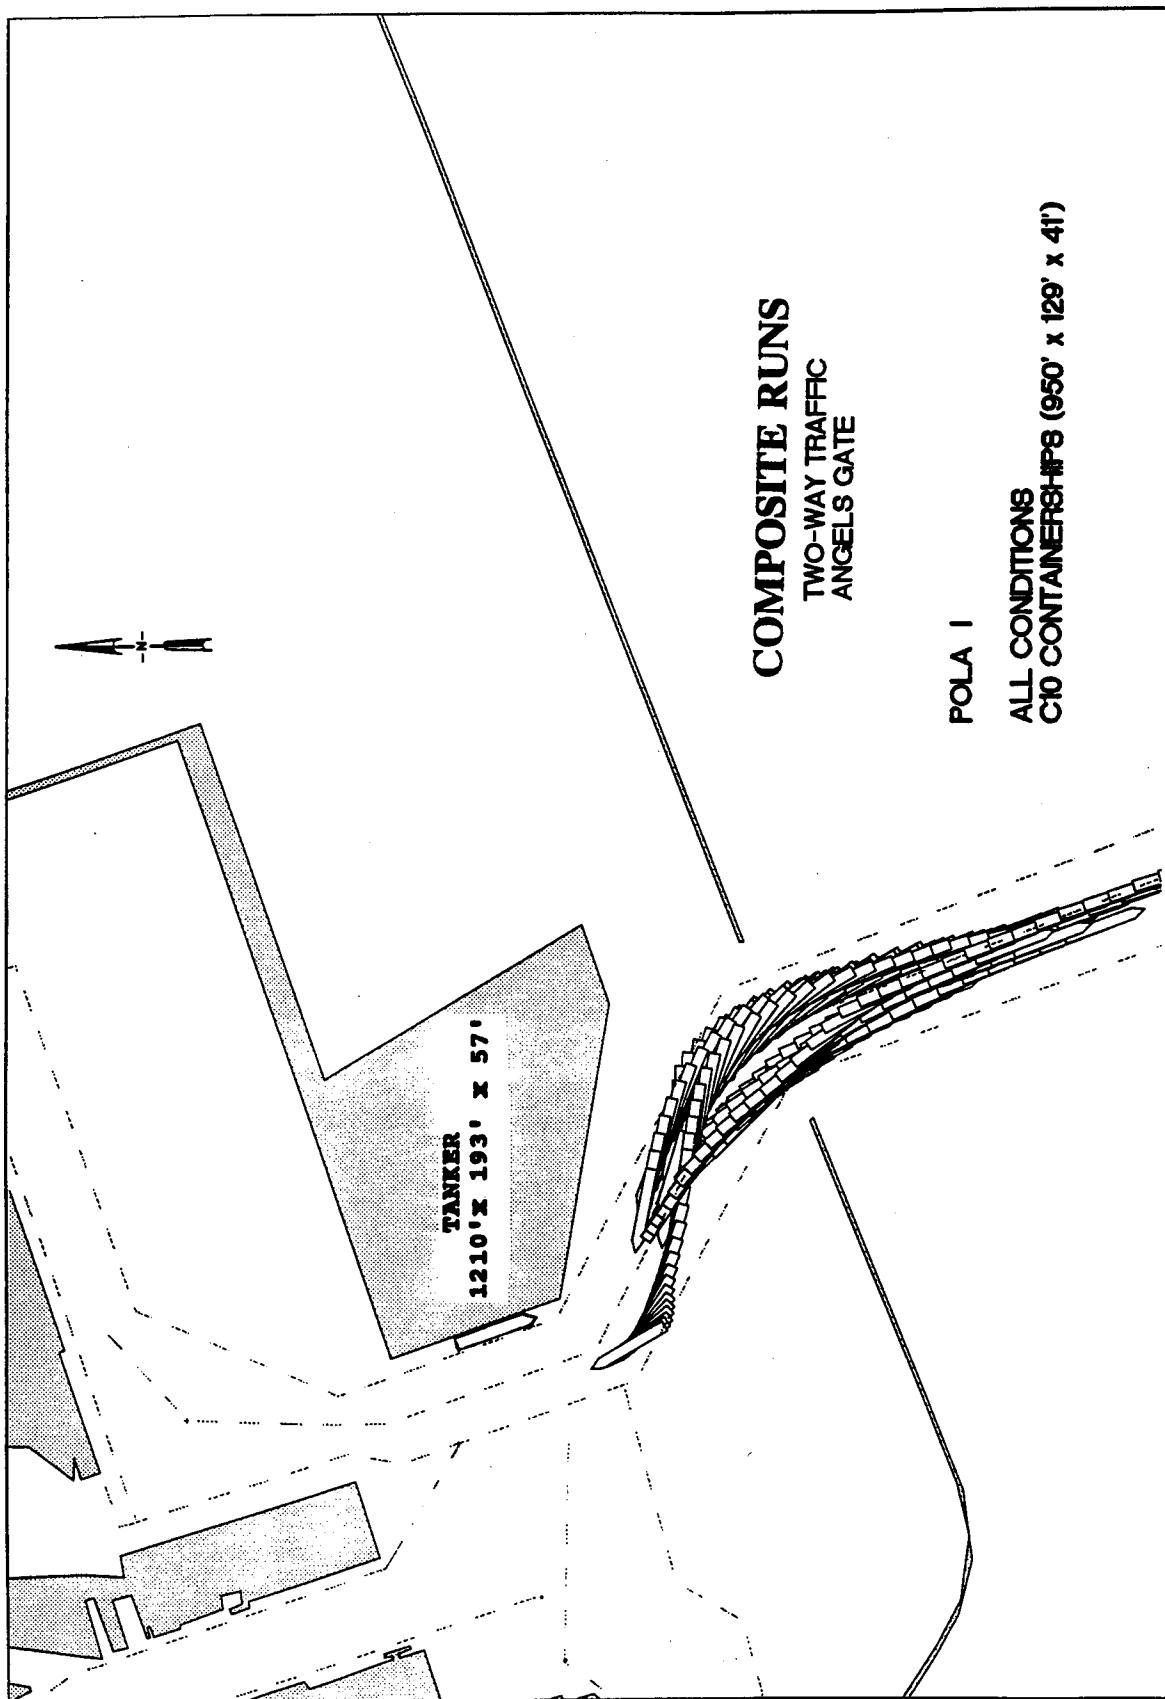 N
TANKER
1210'x 193' x 57'
COMPOSITE RUNS
TWO-WAY TRAFFIC
ANGELS GATE
POLA I
ALL CONDITIONS
C10 CONTAINERSHIPS (950' x 129' x 41')